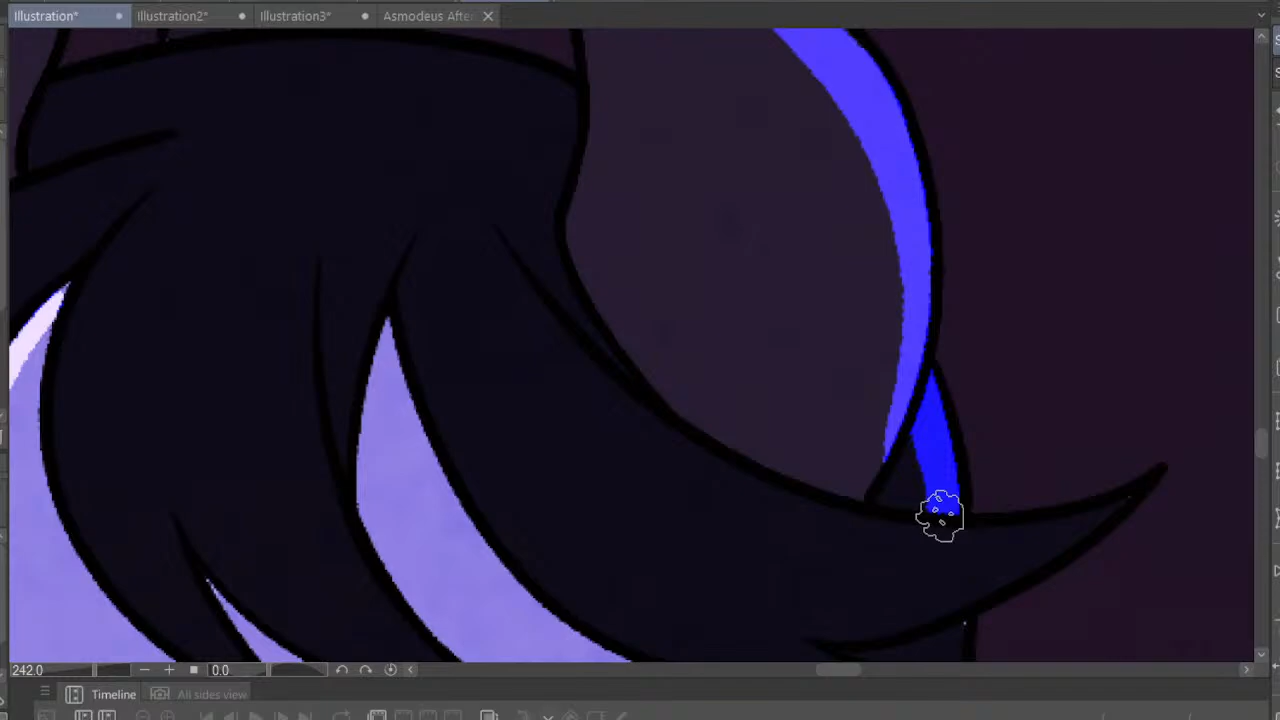 Illustration* Illustration2* Illustration3* Asmodeus After
242.0 0.0
Timeline All sides view